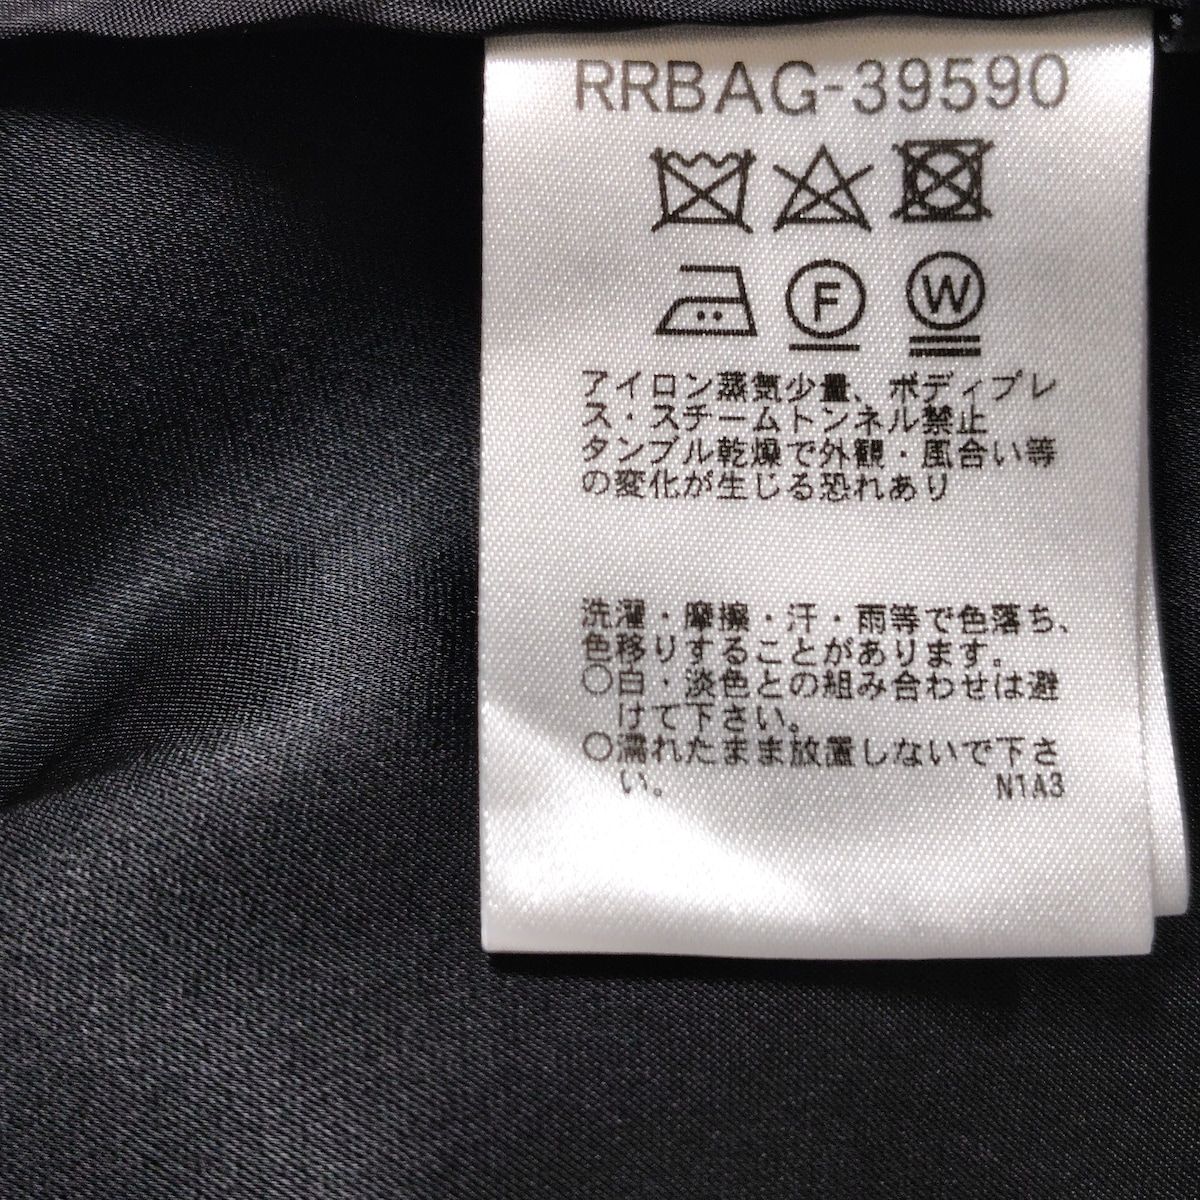 RRBAG-39590
F W
アイロン蒸気少量、ボディプレ
ス・スチームトンネル禁止
タンブル乾燥で外観・風合い等
の変化が生じる恐れあり
洗濯・摩擦・汗・雨等で色落ち、
色移りすることがあります。
○白・淡色との組み合わせは避
けて下さい。
○濡れたまま放置しないで下さ
い。 N1A3